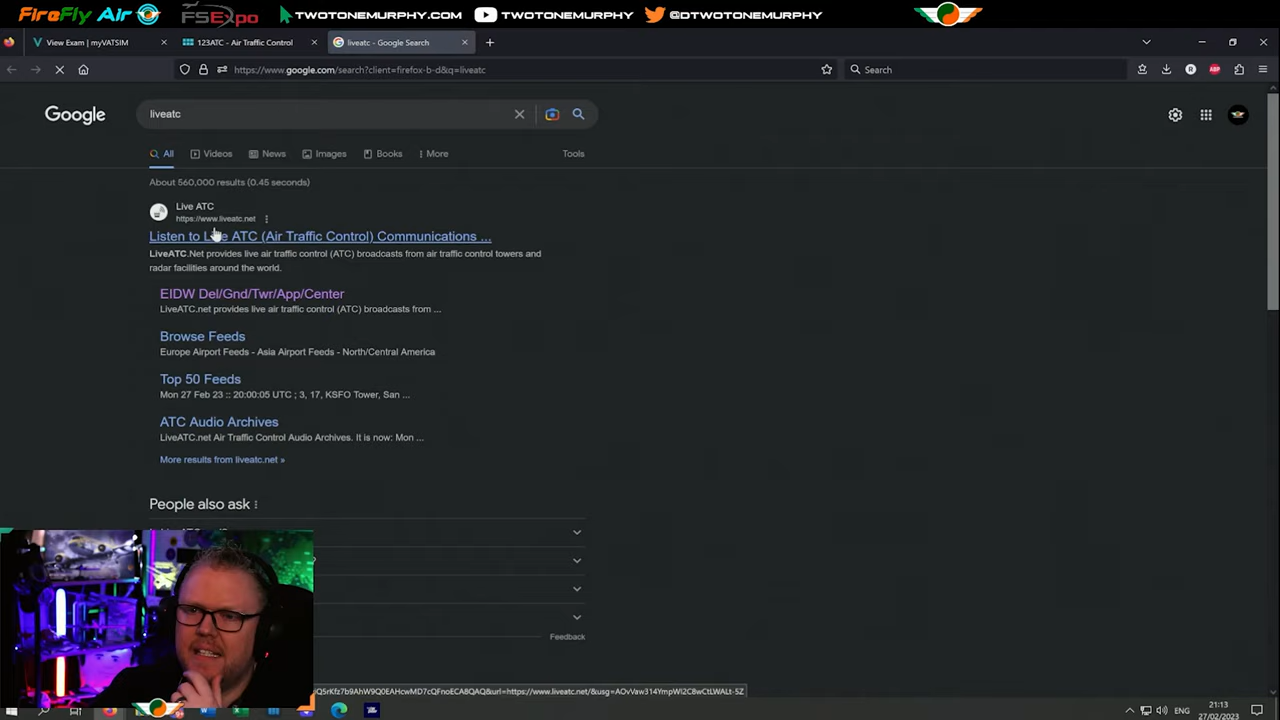 FireFly Air FSExpo TWOTONEMURPHY.COM TWOTONEMURPHY @DTWOTONEMURPHY
View Exam | myVATSIM 123ATC - Air Traffic Control liveatc - Google Search
https://www.google.com/search?client=firefox-b-d&q=liveatc Search
Google liveatc
All Videos News Images Books More Tools
About 560,000 results (0.45 seconds)
Live ATC
https://www.liveatc.net
Listen to Live ATC (Air Traffic Control) Communications ...
LiveATC.Net provides live air traffic control (ATC) broadcasts from air traffic control towers and
radar facilities around the world.
EIDW Del/Gnd/Twr/App/Center
LiveATC.net provides live air traffic control (ATC) broadcasts from ...
Browse Feeds
Europe Airport Feeds - Asia Airport Feeds - North/Central America
Top 50 Feeds
Mon 27 Feb 23 :: 20:00:05 UTC ; 3, 17, KSFO Tower, San ...
ATC Audio Archives
LiveATC.net Air Traffic Control Audio Archives. It is now: Mon ...
More results from liveatc.net »
People also ask
Feedback
ENG 21:13
27/02/2023